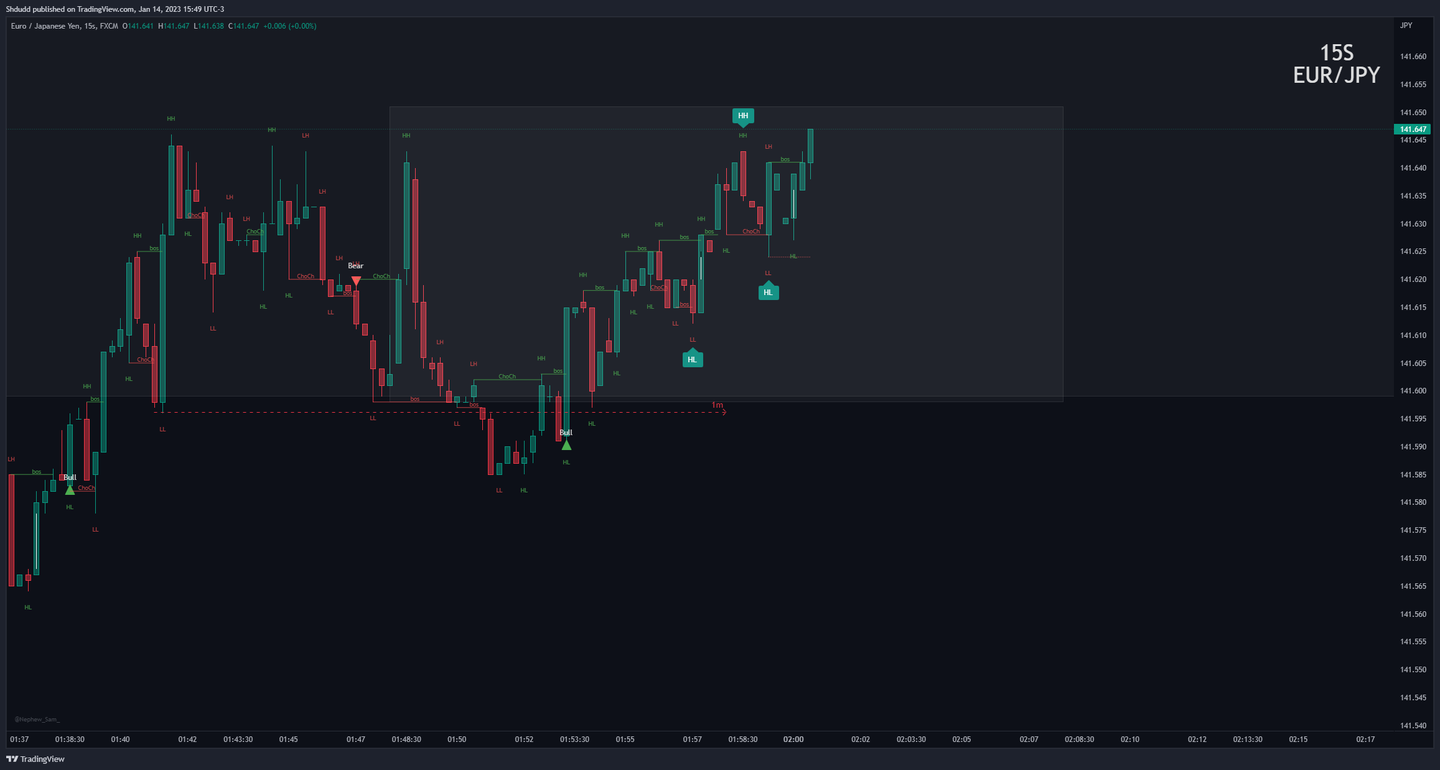 Shdudd published on TradingView.com, Jan 14, 2023 15:49 UTC-3
Euro / Japanese Yen, 15s, FXCM O141.641 H141.647 L141.638 C141.647 +0.006 (+0.00%)
JPY
15S
EUR/JPY
141.660
141.655
141.650
141.647
141.645
141.640
141.635
141.630
141.625
141.620
141.615
141.610
141.605
141.600
141.595
141.590
141.585
141.580
141.575
141.570
141.565
141.560
141.555
141.550
141.545
141.540
HH
HH
LH
HH
HH
HH
LH
bos
LH
LH
LH
LH
ChoCh
ChoCh
HL
HH
bos
HH
HH
HH
bos
bos
bos
ChoCh
HL
HL
LH
Bear
ChoCh
ChoCh
bos
LL
HL
HL
HL
LL
LL
HH
bos
ChoCh
bos
HL
HL
LL
LL
HL
LH
LH
HH
HL
ChoCh
HL
HH
bos
ChoCh
bos
HL
bos
bos
1m
LL
LL
LL
HL
Bull
HL
LH
bos
Bull
ChoCh
HL
LL
LL
HL
HL
@Nephew_Sam_
01:37 01:38:30 01:40 01:42 01:43:30 01:45 01:47 01:48:30 01:50 01:52 01:53:30 01:55 01:57 01:58:30 02:00 02:02 02:03:30 02:05 02:07 02:08:30 02:10 02:12 02:13:30 02:15 02:17
TradingView